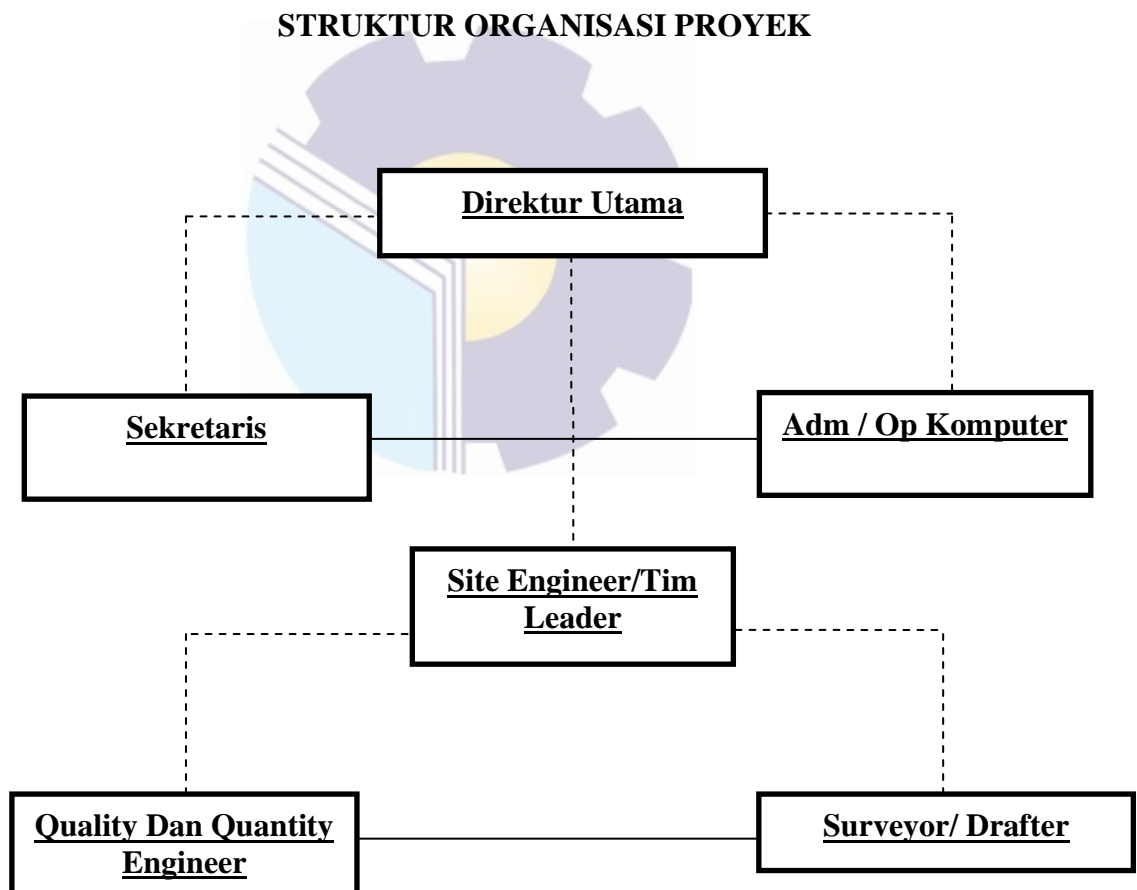 STRUKTUR ORGANISASI PROYEK
Direktur Utama
Sekretaris
Adm / Op Komputer
Site Engineer/Tim
Leader
Quality Dan Quantity
Engineer
Surveyor/ Drafter